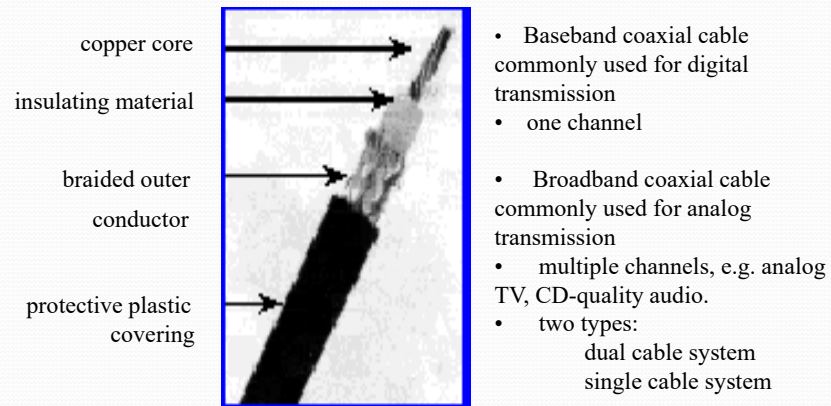 copper core
insulating material
braided outer
conductor
protective plastic
covering
• Baseband coaxial cable
commonly used for digital
transmission
• one channel
• Broadband coaxial cable
commonly used for analog
transmission
• multiple channels, e.g. analog
TV, CD-quality audio.
• two types:
dual cable system
single cable system